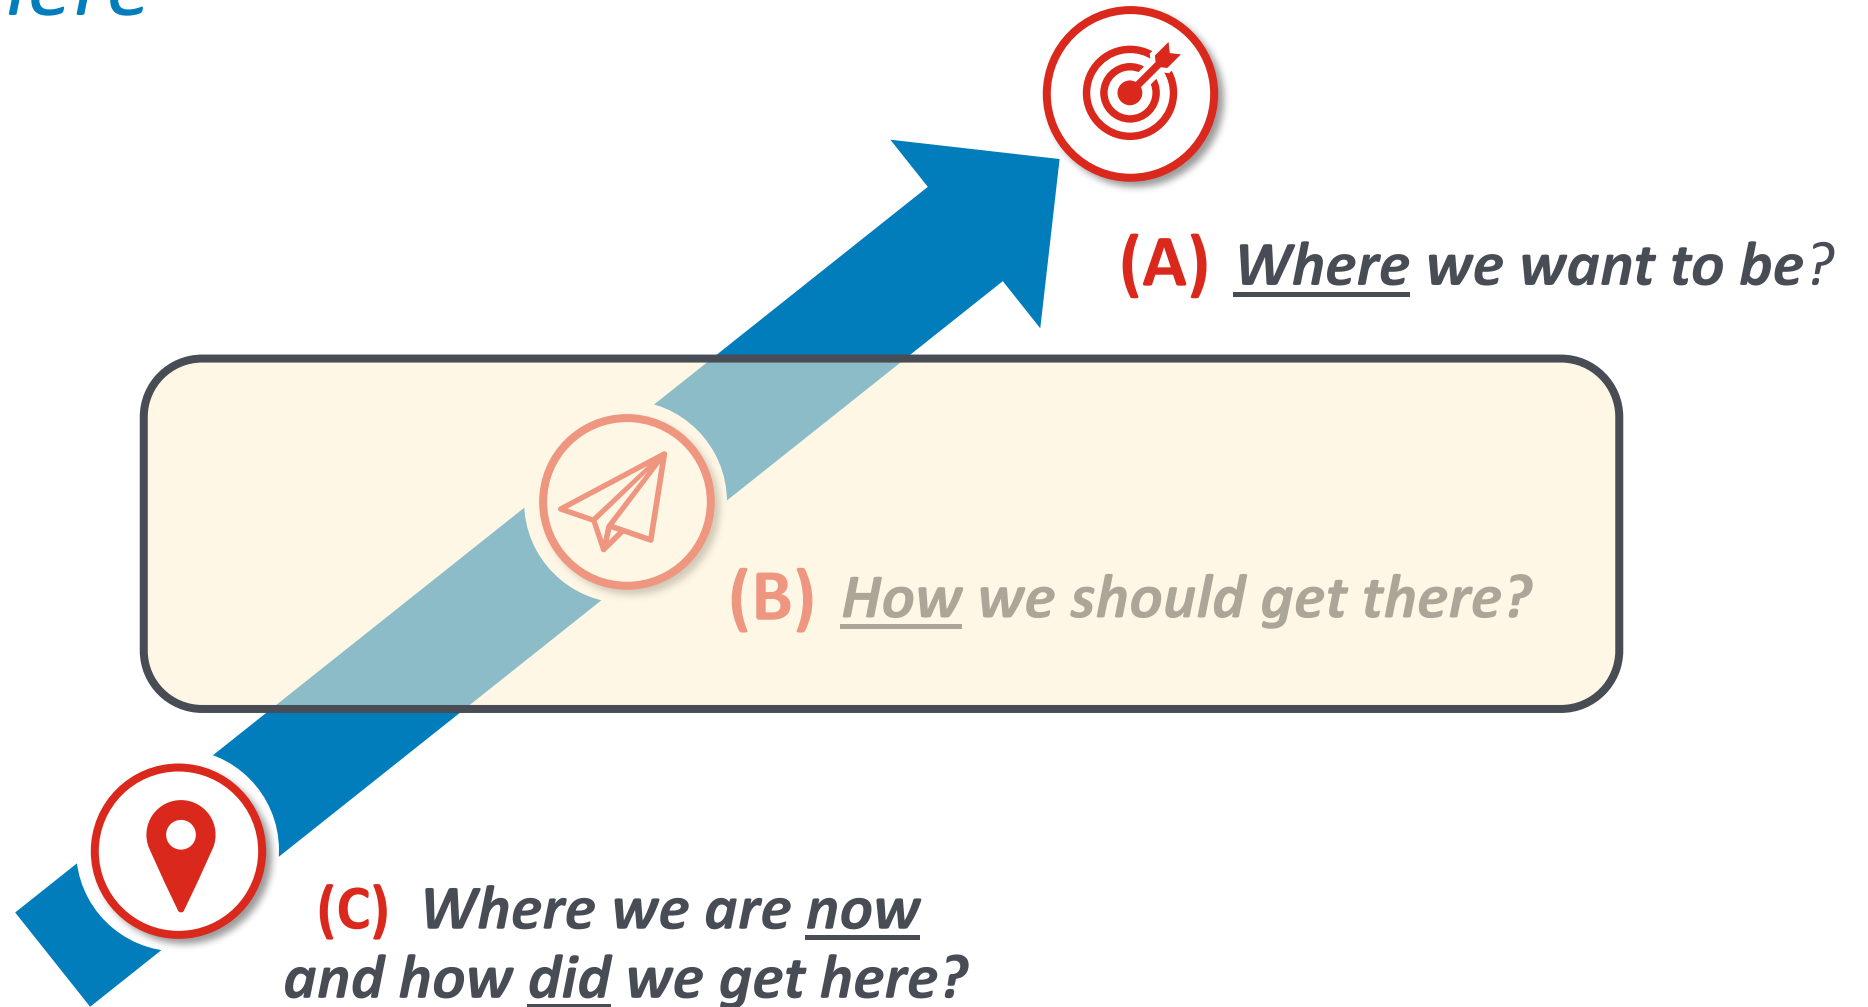 (A) Where we want to be?
(B) How we should get there?
(C) Where we are now
and how did we get here?